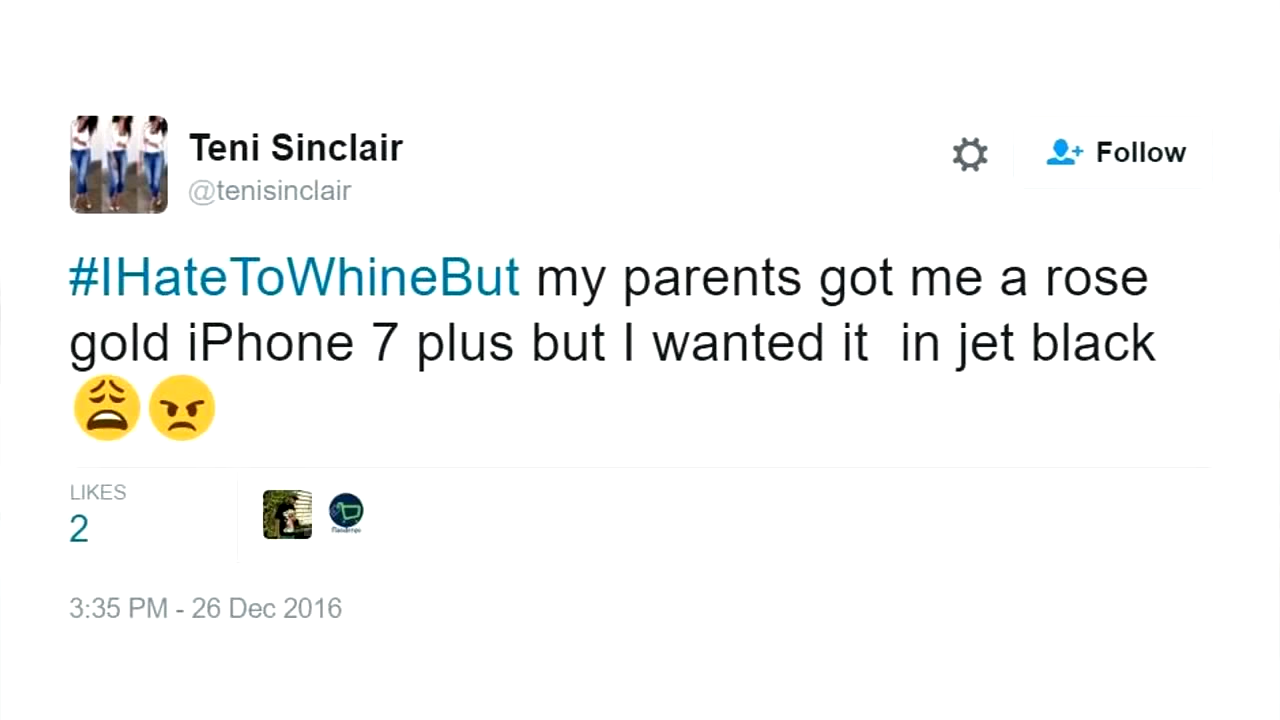 Teni Sinclair
@tenisinclair
Follow
#IHateToWhineBut my parents got me a rose
gold iPhone 7 plus but I wanted it  in jet black
😩😠
LIKES
2
3:35 PM - 26 Dec 2016